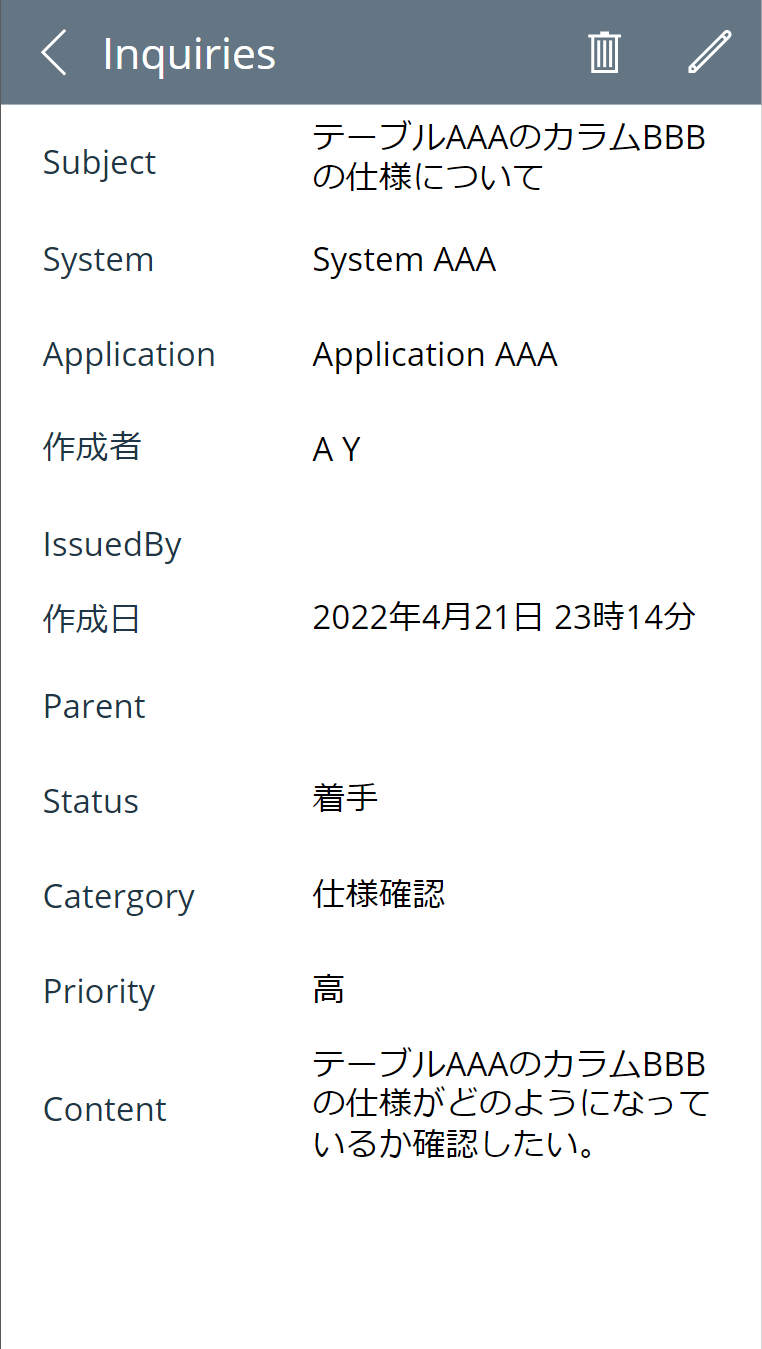 Inquiries
Subject
テーブルAAAのカラムBBB
の仕様について
System
System AAA
Application
Application AAA
作成者
A Y
IssuedBy
作成日
2022年4月21日 23時14分
Parent
Status
着手
Catergory
仕様確認
Priority
高
Content
テーブルAAAのカラムBBB
の仕様がどのようになって
いるか確認したい。